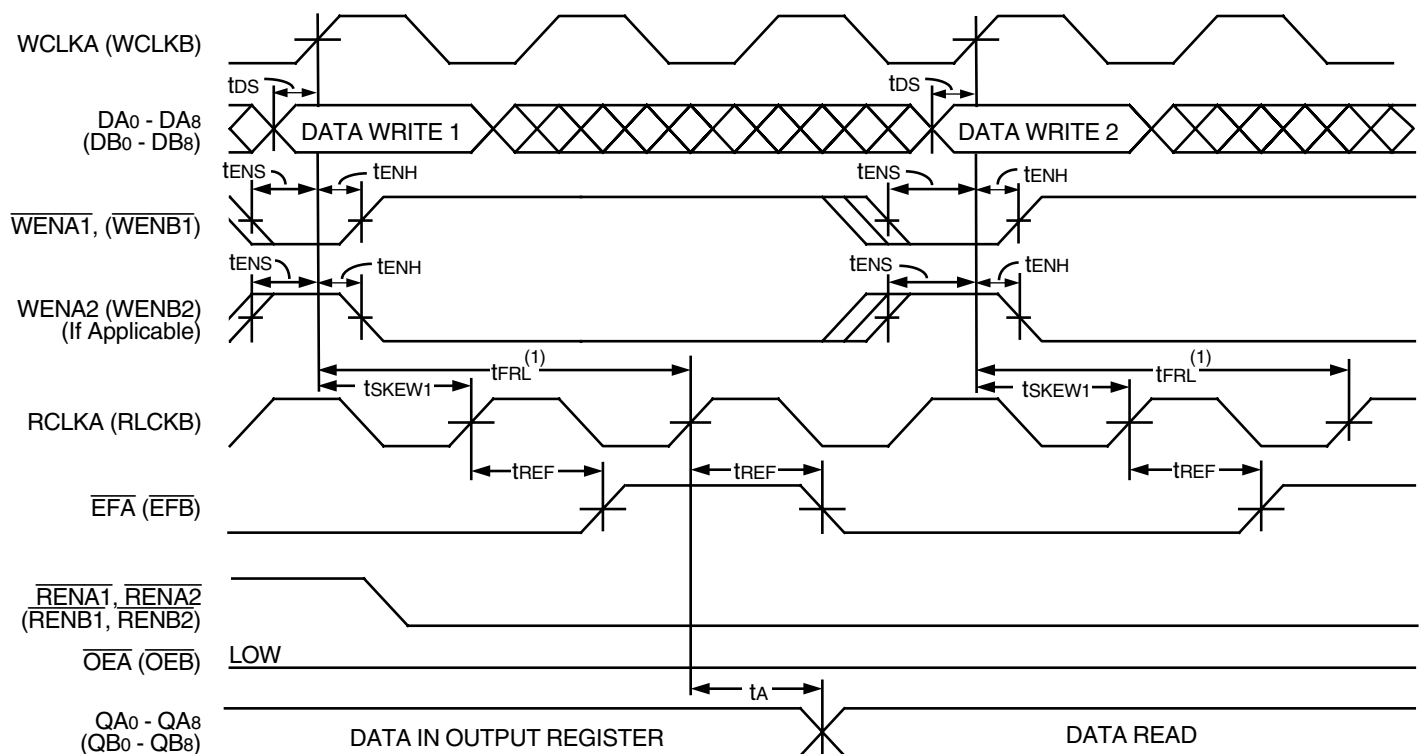 WCLKA (WCLKB)
tDS
tDS
DA0 - DA8
(DB0 - DB8)
DATA WRITE 1
DATA WRITE 2
tENS
tENH
tENS
tENH
WENA1, (WENB1)
tENS
tENH
tENS
tENH
WENA2 (WENB2)
(If Applicable)
tFRL(1)
tFRL(1)
tSKEW1
tSKEW1
RCLKA (RLCKB)
tREF
tREF
tREF
EFA (EFB)
RENA1, RENA2
(RENB1, RENB2)
OEA (OEB)
LOW
tA
QA0 - QA8
(QB0 - QB8)
DATA IN OUTPUT REGISTER
DATA READ